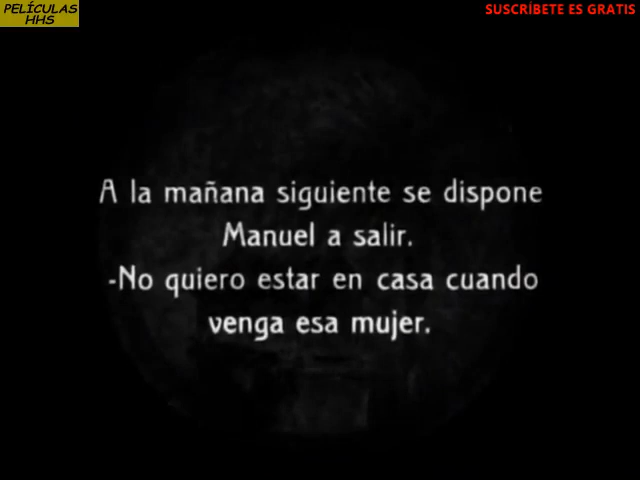 PELÍCULAS
HHS
SUSCRÍBETE ES GRATIS
A la mañana siguiente se dispone
Manuel a salir.
-No quiero estar en casa cuando
venga esa mujer.